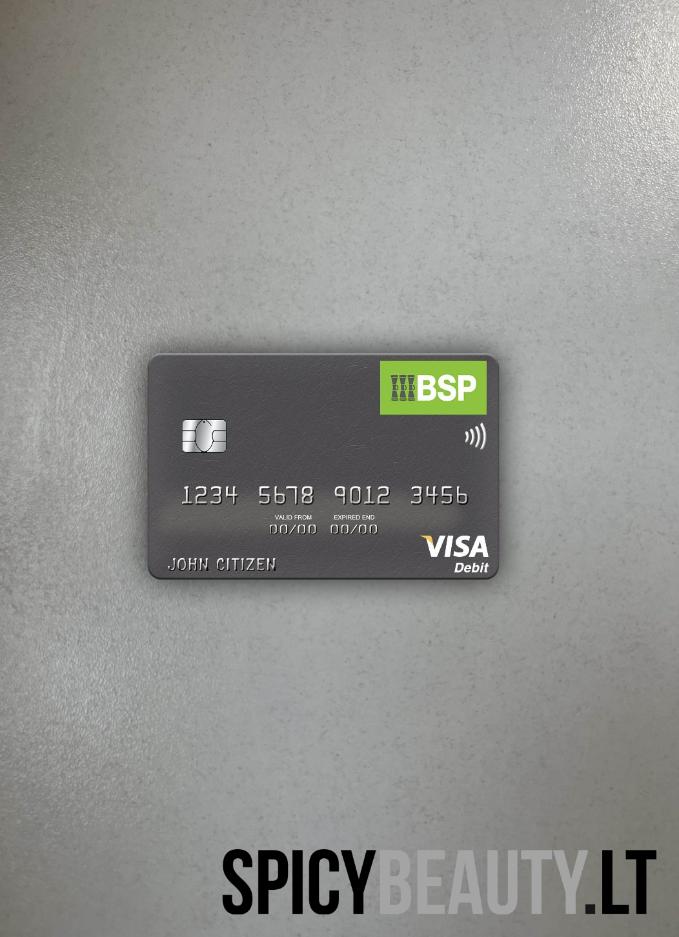 BSP
1234 5678 9012 3456
VALID FROM EXPIRED END
00/00 00/00
VISA
JOHN CITIZEN
Debit
SPICYBEAUTY.LT